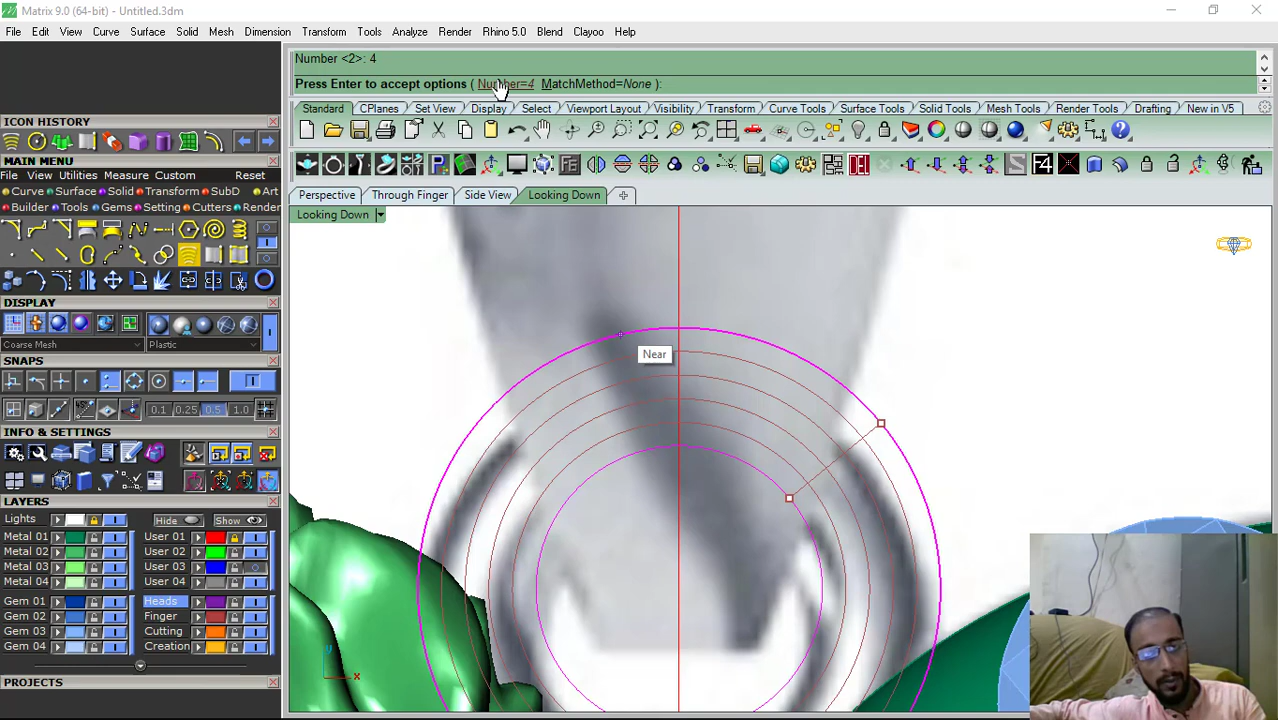 Matrix 9.0 (64-bit) - Untitled.3dm
File Edit View Curve Surface Solid Mesh Dimension Transform Tools Analyze Render Rhino 5.0 Blend Clayoo Help
Number <2>: 4
Press Enter to accept options ( Number=4 MatchMethod=None ):
Standard CPlanes Set View Display Select Viewport Layout Visibility Transform Curve Tools Surface Tools Solid Tools Mesh Tools Render Tools Drafting New in V5
ICON HISTORY
MAIN MENU
File View Utilities Measure Custom Reset
Curve Surface Solid Transform SubD Art
Builder Tools Gems Setting Cutters Render
Perspective Through Finger Side View Looking Down
Looking Down
DISPLAY
Coarse Mesh Plastic
SNAPS
0.1 0.25 0.5 1.0
INFO & SETTINGS
F4
Near
LAYERS
Lights Hide Show
Metal 01 User 01
Metal 02 User 02
Metal 03 User 03
Metal 04 User 04
Gem 01 Heads
Gem 02 Finger
Gem 03 Cutting
Gem 04 Creation
PROJECTS
y
x